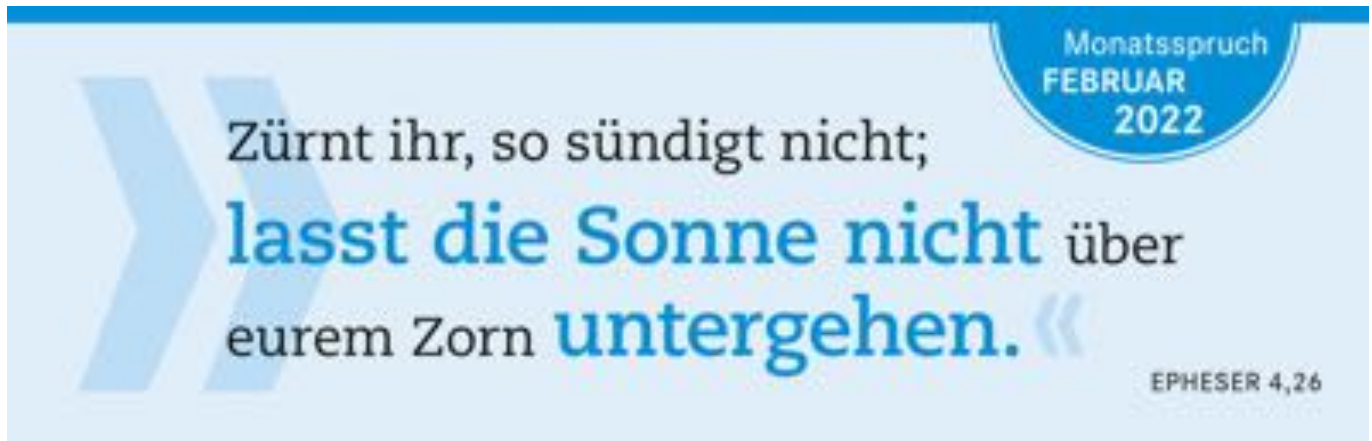 Monatsspruch
FEBRUAR
2022
Zürnt ihr, so sündigt nicht;
lasst die Sonne nicht über
eurem Zorn untergehen.
EPHESER 4,26